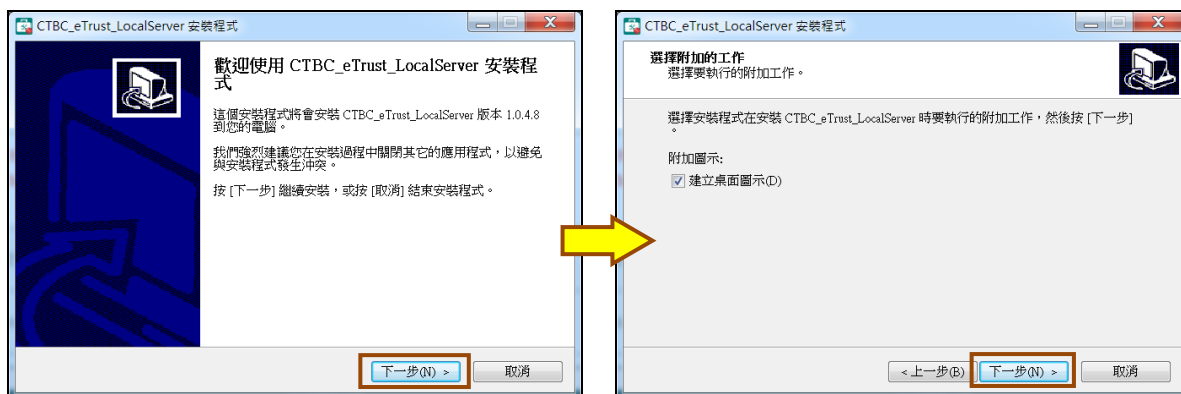 CTBC_eTrust_LocalServer 安裝程式
歡迎使用 CTBC_eTrust_LocalServer 安裝程
式
這個安裝程式將會安裝 CTBC_eTrust_LocalServer 版本 1.0.4.8
到您的電腦。
我們強烈建議您在安裝過程中關閉其它的應用程式，以避免
與安裝程式發生沖突。
按 [下一步] 繼續安裝，或按 [取消] 結束安裝程式。
下一步(N) >
取消
CTBC_eTrust_LocalServer 安裝程式
選擇附加的工作
選擇要執行的附加工作。
選擇安裝程式在安裝 CTBC_eTrust_LocalServer 時要執行的附加工作，然後按 [下一步]
。
附加圖示:
建立桌面圖示(D)
< 上一步(B)
下一步(N) >
取消